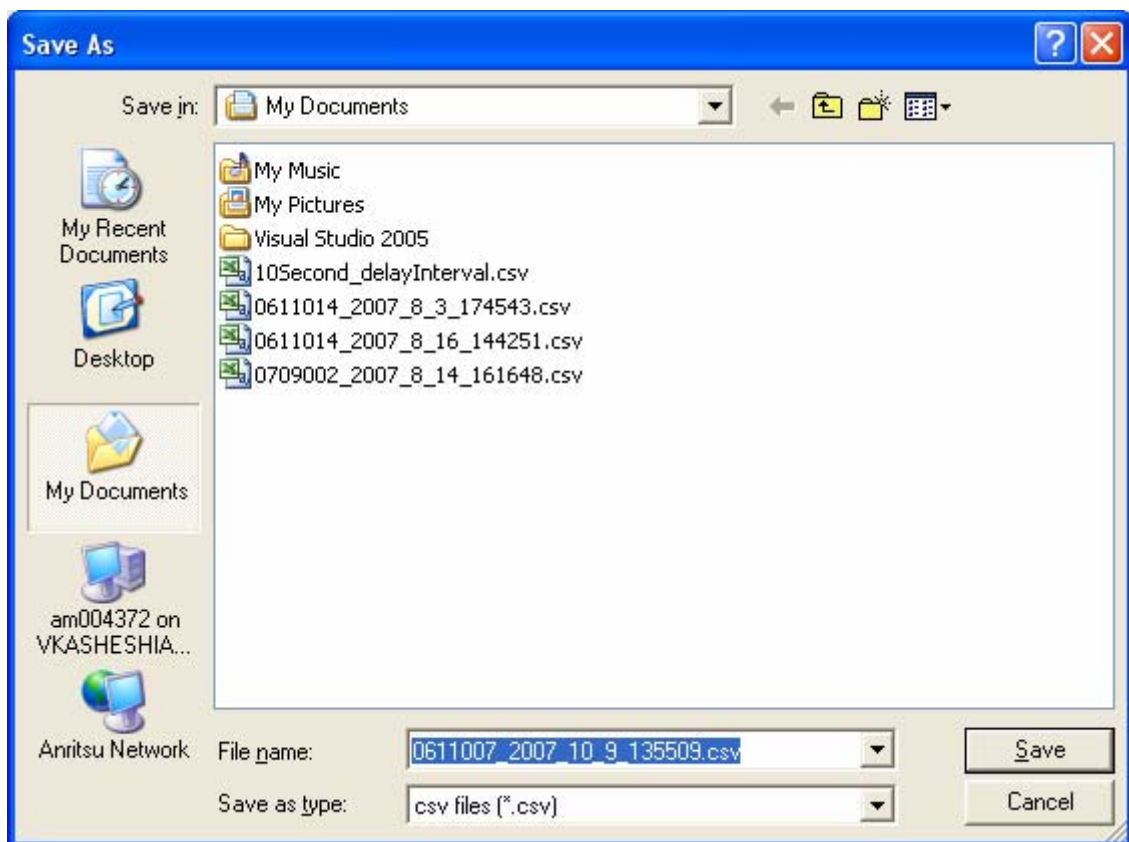 Save As
Save in:
My Documents
My Recent
Documents
Desktop
My Documents
am004372 on
VKASHESHIA...
Anritsu Network
My Music
My Pictures
Visual Studio 2005
10Second_delayInterval.csv
0611014_2007_8_3_174543.csv
0611014_2007_8_16_144251.csv
0709002_2007_8_14_161648.csv
File name:
0611007_2007_10_9_135509.csv
Save
Save as type:
csv files (*.csv)
Cancel